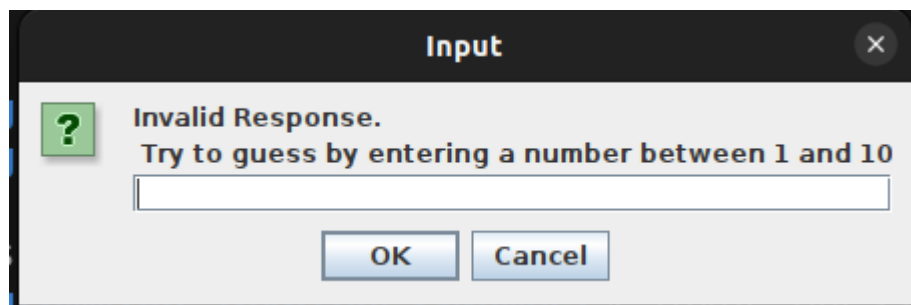 Input
Invalid Response.
Try to guess by entering a number between 1 and 10
OK
Cancel